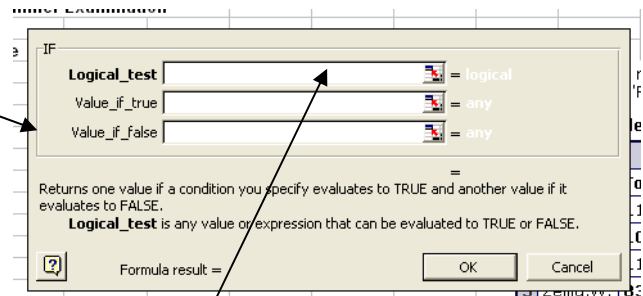 IF
Logical_test = logical
Value_if_true = any
Value_if_false = any
=
Returns one value if a condition you specify evaluates to TRUE and another value if it
evaluates to FALSE.
Logical_test is any value or expression that can be evaluated to TRUE or FALSE.
Formula result =
OK Cancel